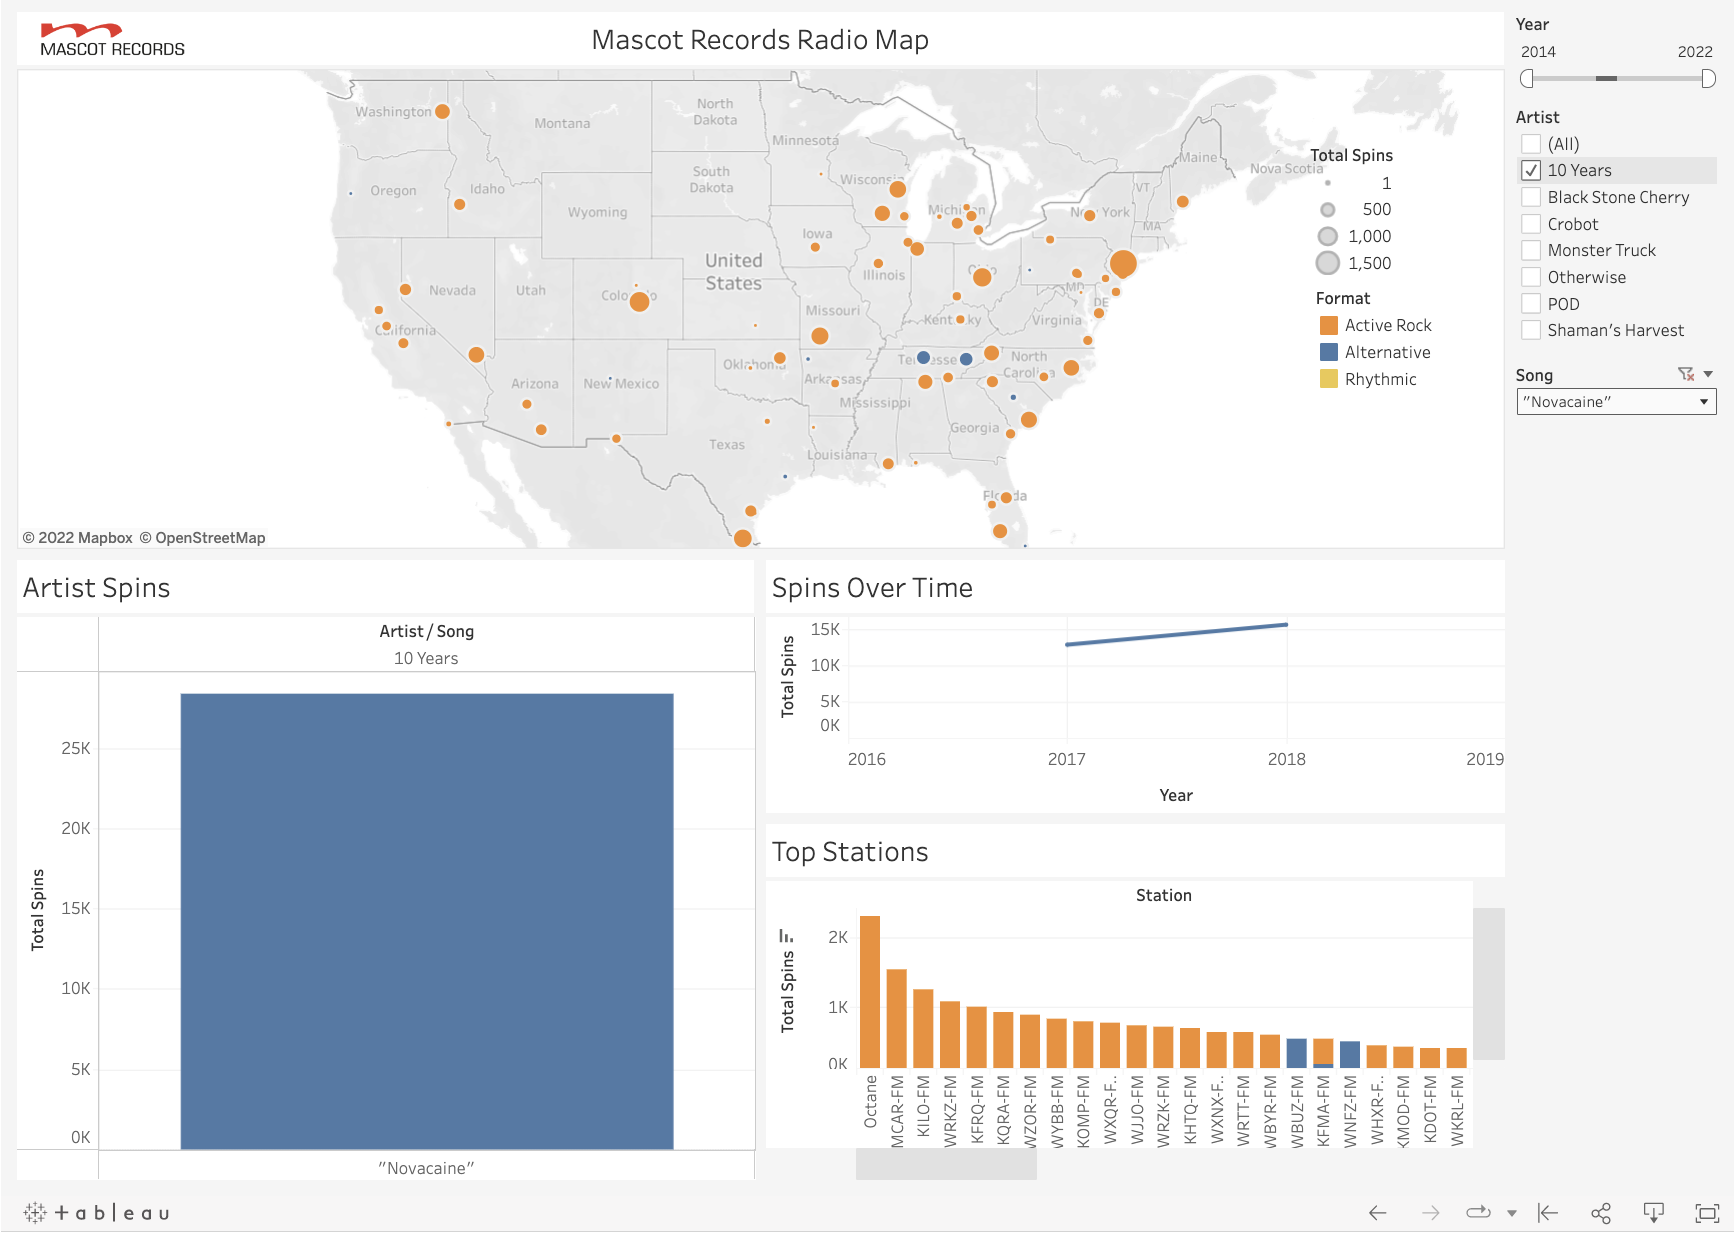 MASCOT RECORDS
Mascot Records Radio Map
Year
2014 2022
Artist
(All)
10 Years
Black Stone Cherry
Crobot
Monster Truck
Otherwise
POD
Shaman's Harvest
Song
"Novacaine"
Washington
Montana
North
Dakota
Minnesota
Oregon
Idaho
South
Dakota
Wisconsin
Wyoming
Michigan
Maine
Nova Scotia
VT
New York
MA
Iowa
United
States
Nevada
Utah
Colorado
Illinois
Ohio
MD
DE
California
Missouri
Kentucky
Virginia
Oklahoma
Tennessee
North
Carolina
Arizona
New Mexico
Arkansas
Mississippi
Georgia
Texas
Louisiana
Florida
Total Spins
1
500
1,000
1,500
Format
Active Rock
Alternative
Rhythmic
© 2022 Mapbox © OpenStreetMap
Artist Spins
Artist / Song
10 Years
Total Spins
25K
20K
15K
10K
5K
0K
"Novacaine"
Spins Over Time
Total Spins
15K
10K
5K
0K
2016 2017 2018 2019
Year
Top Stations
Station
Total Spins
2K
1K
0K
Octane
MCAR-FM
KILO-FM
WRKZ-FM
KFRQ-FM
KQRA-FM
WZOR-FM
WYBB-FM
KOMP-FM
WXQR-F..
WJJO-FM
WRZK-FM
KHTQ-FM
WXNX-F..
WRTT-FM
WBYR-FM
WBUZ-FM
KFMA-FM
WNFZ-FM
WHXR-F..
KMOD-FM
KDOT-FM
WKRL-FM
+ a b | e a u